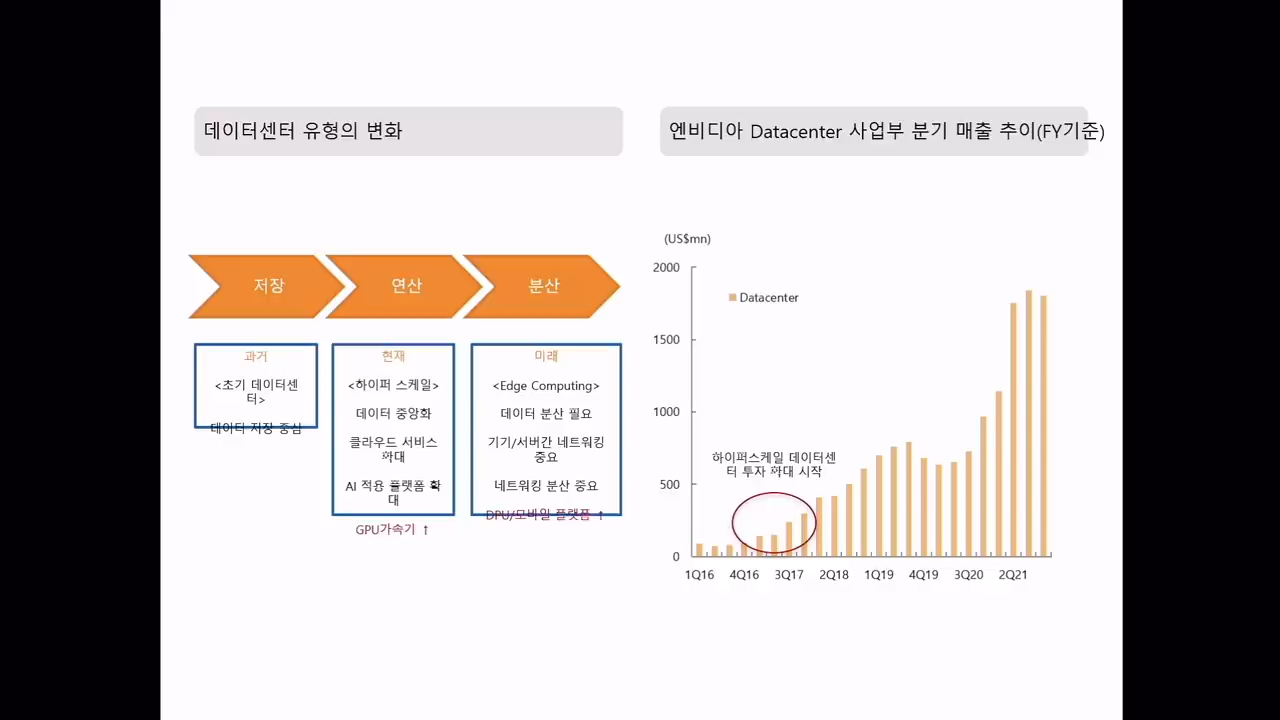 데이터센터 유형의 변화
저장
연산
분산
과거
<초기 데이터센
터>
데이터 저장 중심
현재
<하이퍼 스케일>
데이터 중앙화
클라우드 서비스
확대
AI 적용 플랫폼 확
대
GPU가속기 ↑
미래
<Edge Computing>
데이터 분산 필요
기기/서버간 네트워킹
중요
네트워킹 분산 중요
DPU/모바일 플랫폼 ↑
엔비디아 Datacenter 사업부 분기 매출 추이(FY기준)
(US$mn)
2000
1500
1000
500
0
Datacenter
하이퍼스케일 데이터센
터 투자 확대 시작
1Q16 4Q16 3Q17 2Q18 1Q19 4Q19 3Q20 2Q21